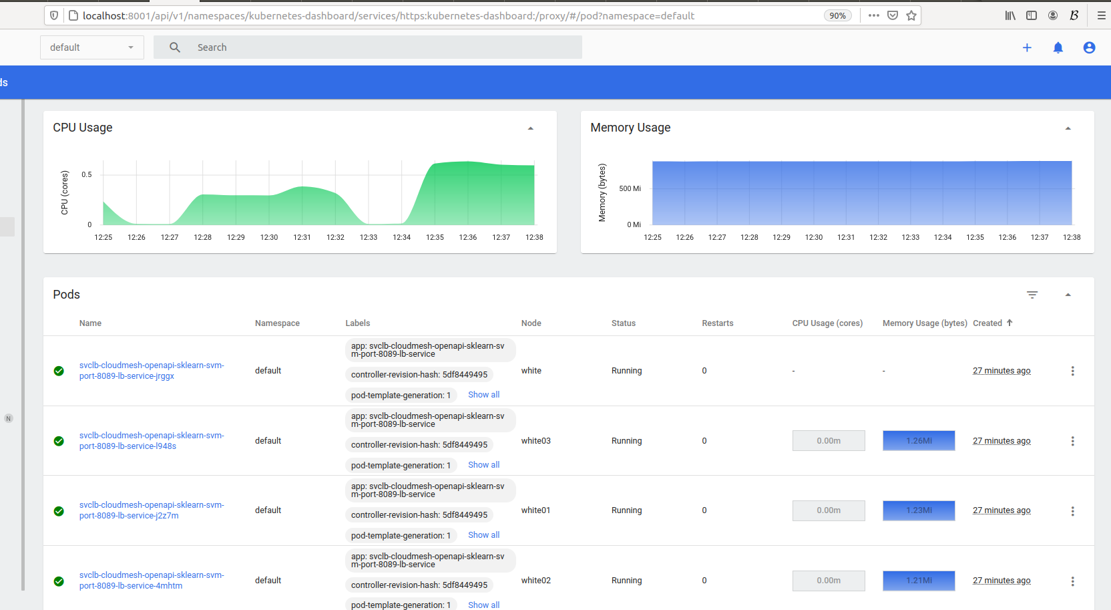 localhost:8001/api/v1/namespaces/kubernetes-dashboard/services/https:kubernetes-dashboard:/proxy/#/pod?namespace=default
90%
default
Search
ds
CPU Usage
CPU (cores)
0.5
0
12:25 12:26 12:27 12:28 12:29 12:30 12:31 12:32 12:33 12:34 12:35 12:36 12:37 12:38
Memory Usage
Memory (bytes)
500 Mi
0 Mi
12:25 12:26 12:27 12:28 12:29 12:30 12:31 12:32 12:33 12:34 12:35 12:36 12:37 12:38
Pods
Name Namespace Labels Node Status Restarts CPU Usage (cores) Memory Usage (bytes) Created
svclb-cloudmesh-openapi-sklearn-svm-
port-8089-lb-service-jrggx
default
app: svclb-cloudmesh-openapi-sklearn-sv
m-port-8089-lb-service
controller-revision-hash: 5df8449495
pod-template-generation: 1 Show all
white Running 0 - - 27 minutes ago
N
svclb-cloudmesh-openapi-sklearn-svm-
port-8089-lb-service-l948s
default
app: svclb-cloudmesh-openapi-sklearn-sv
m-port-8089-lb-service
controller-revision-hash: 5df8449495
pod-template-generation: 1 Show all
white03 Running 0 0.00m 1.26Mi 27 minutes ago
svclb-cloudmesh-openapi-sklearn-svm-
port-8089-lb-service-j2z7m
default
app: svclb-cloudmesh-openapi-sklearn-sv
m-port-8089-lb-service
controller-revision-hash: 5df8449495
pod-template-generation: 1 Show all
white01 Running 0 0.00m 1.23Mi 27 minutes ago
svclb-cloudmesh-openapi-sklearn-svm-
port-8089-lb-service-4mhtm
default
app: svclb-cloudmesh-openapi-sklearn-sv
m-port-8089-lb-service
controller-revision-hash: 5df8449495
pod-template-generation: 1 Show all
white02 Running 0 0.00m 1.21Mi 27 minutes ago